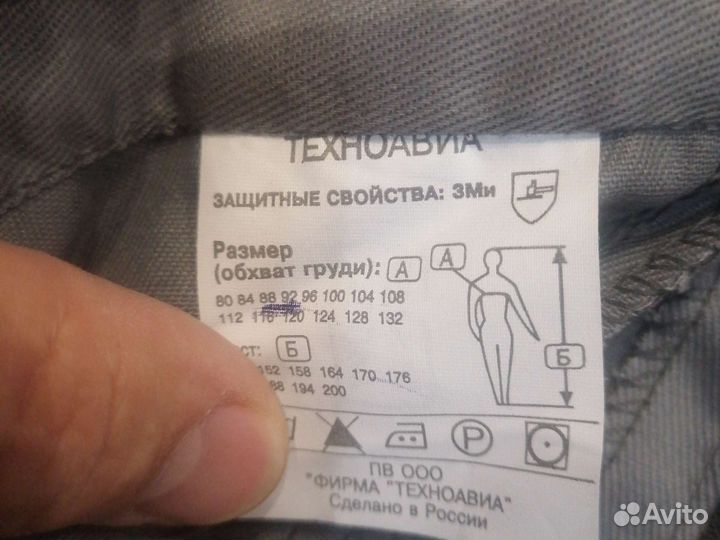 ТЕХНОАВИА
ЗАЩИТНЫЕ СВОЙСТВА: ЗМи
Размер
(обхват груди): А
80 84 88 92 96 100 104 108
112 116 120 124 128 132
Б
152 158 164 170 176
194 200
А
Б
P
ПВ ООО
"ФИРМА "ТЕХНОАВИА"
Сделано в России
Avito